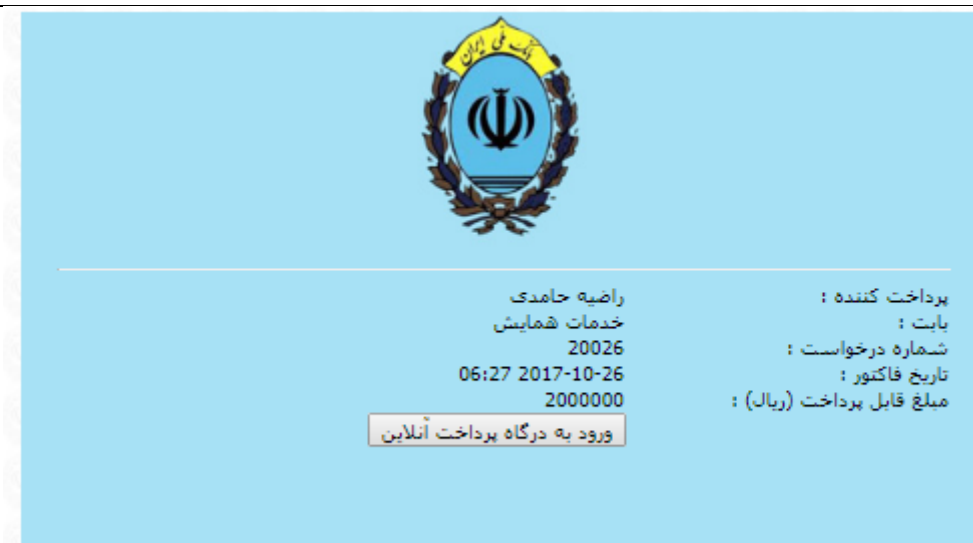 بانک ملی ایران
پرداخت کننده : راضیه حامدی
بابت : خدمات همایش
شماره درخواست : 20026
تاریخ فاکتور : 2017-10-26 06:27
مبلغ قابل پرداخت (ریال) : 2000000
ورود به درگاه پرداخت آنلاین